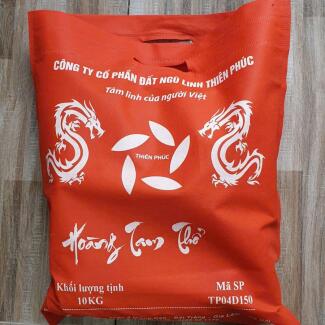 CÔNG TY CỔ PHẦN ĐẤT NGŨ LINH THIÊN PHÚC
Tâm linh của người Việt
THIÊN PHÚC
Hoàng Tam Thổ
Khối lượng tịnh
10KG
Mã SP
TP04D150